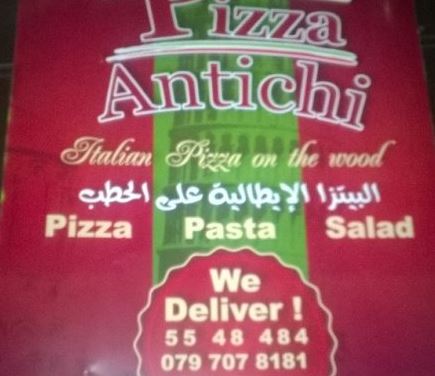 Pizza
Antichi
Italian Pizza on the wood
البيتزا الإيطالية على الحطب
Pizza Pasta Salad
We
Deliver !
55 48 484
079 707 8181